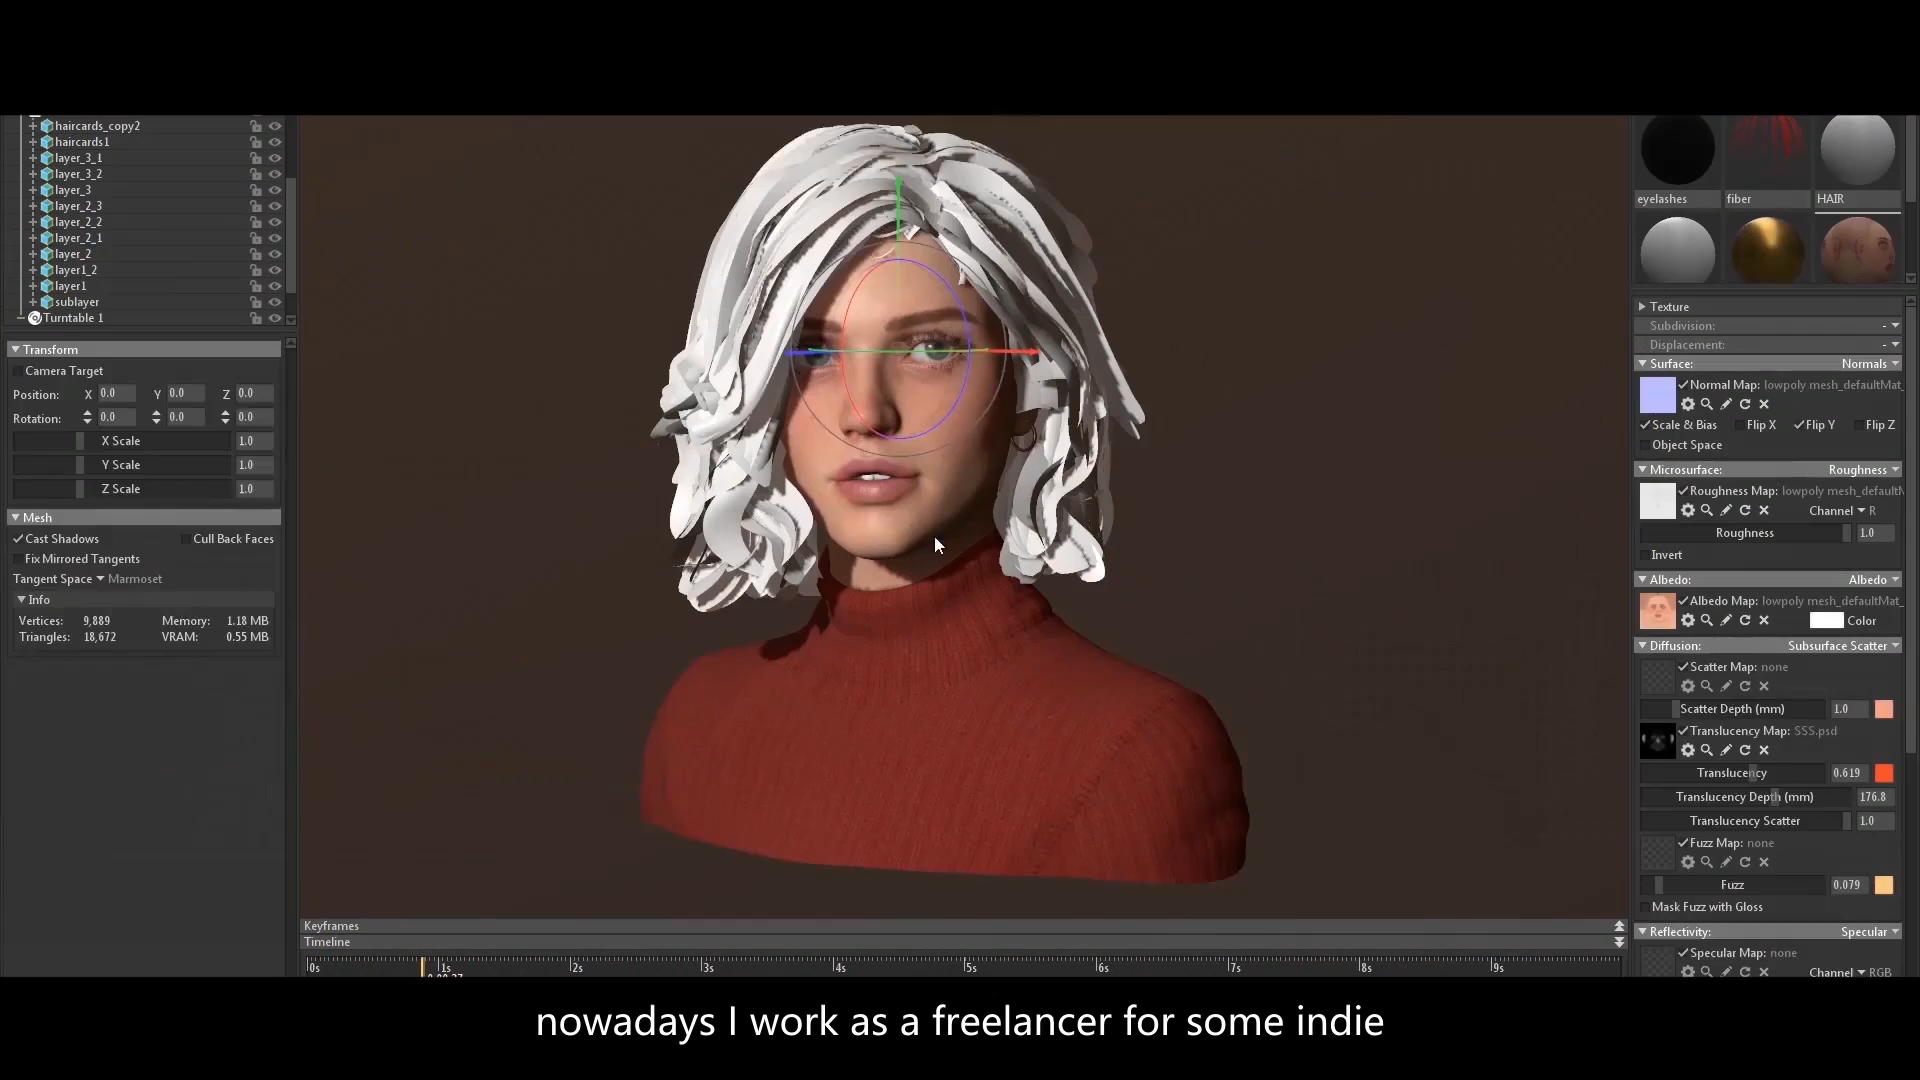 haircards_copy2
haircards1
layer_3_1
layer_3_2
layer_3
layer_2_3
layer_2_2
layer_2_1
layer_2
layer1_2
layer1
sublayer
Turntable 1
Transform
Camera Target
Position: X 0.0 Y 0.0 Z 0.0
Rotation: 0.0 0.0 0.0
X Scale 1.0
Y Scale 1.0
Z Scale 1.0
Mesh
Cast Shadows Cull Back Faces
Fix Mirrored Tangents
Tangent Space Marmoset
Info
Vertices: 9,889 Memory: 1.18 MB
Triangles: 18,672 VRAM: 0.55 MB
Keyframes
Timeline
0s 1s 2s 3s 4s 5s 6s 7s 8s 9s
eyelashes fiber HAIR
Texture
Subdivision: -
Displacement: -
Surface: Normals
Normal Map: lowpoly mesh_defaultMat_
Scale & Bias Flip X Flip Y Flip Z
Object Space
Microsurface: Roughness
Roughness Map: lowpoly mesh_defaultM
Channel R
Roughness 1.0
Invert
Albedo: Albedo
Albedo Map: lowpoly mesh_defaultMat_
Color
Diffusion: Subsurface Scatter
Scatter Map: none
Scatter Depth (mm) 1.0
Translucency Map: SSS.psd
Translucency 0.619
Translucency Depth (mm) 176.8
Translucency Scatter 1.0
Fuzz Map: none
Fuzz 0.079
Mask Fuzz with Gloss
Reflectivity: Specular
Specular Map: none
Channel RGB
nowadays I work as a freelancer for some indie